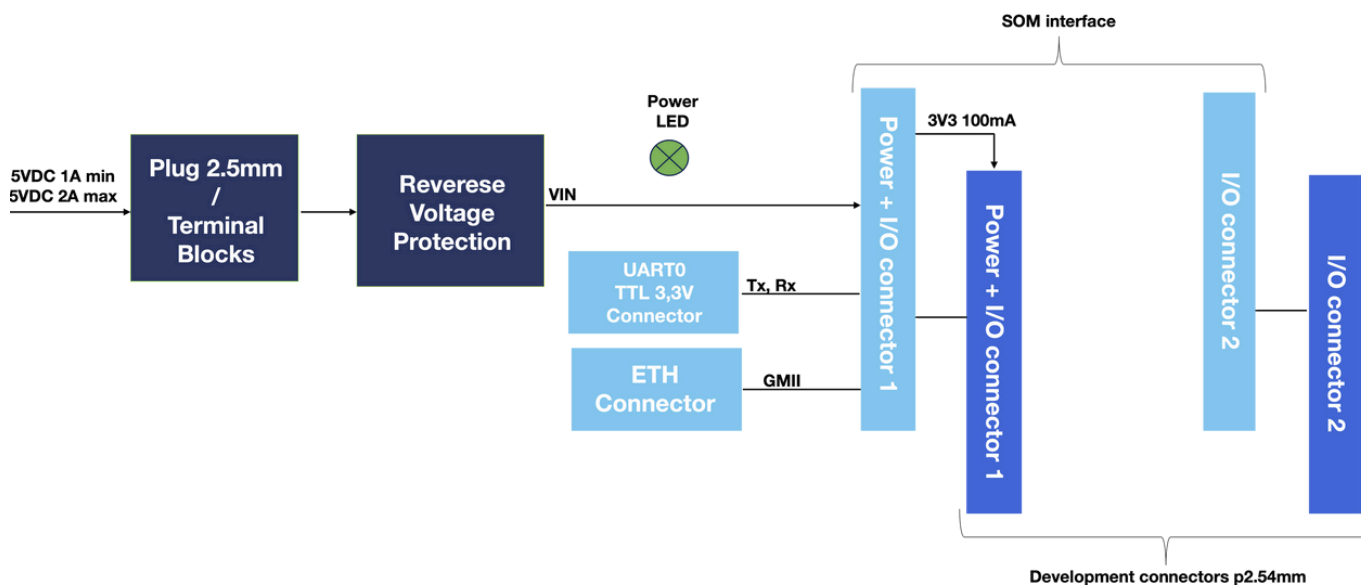 SOM interface
Power
LED
3V3 100mA
5VDC 1A min
5VDC 2A max
Plug 2.5mm
/
Terminal
Blocks
Reverese
Voltage
Protection
VIN
UART0
TTL 3,3V
Connector
Tx, Rx
ETH
Connector
GMII
Power + I/O connector 1
Power + I/O connector 1
I/O connector 2
I/O connector 2
Development connectors p2.54mm